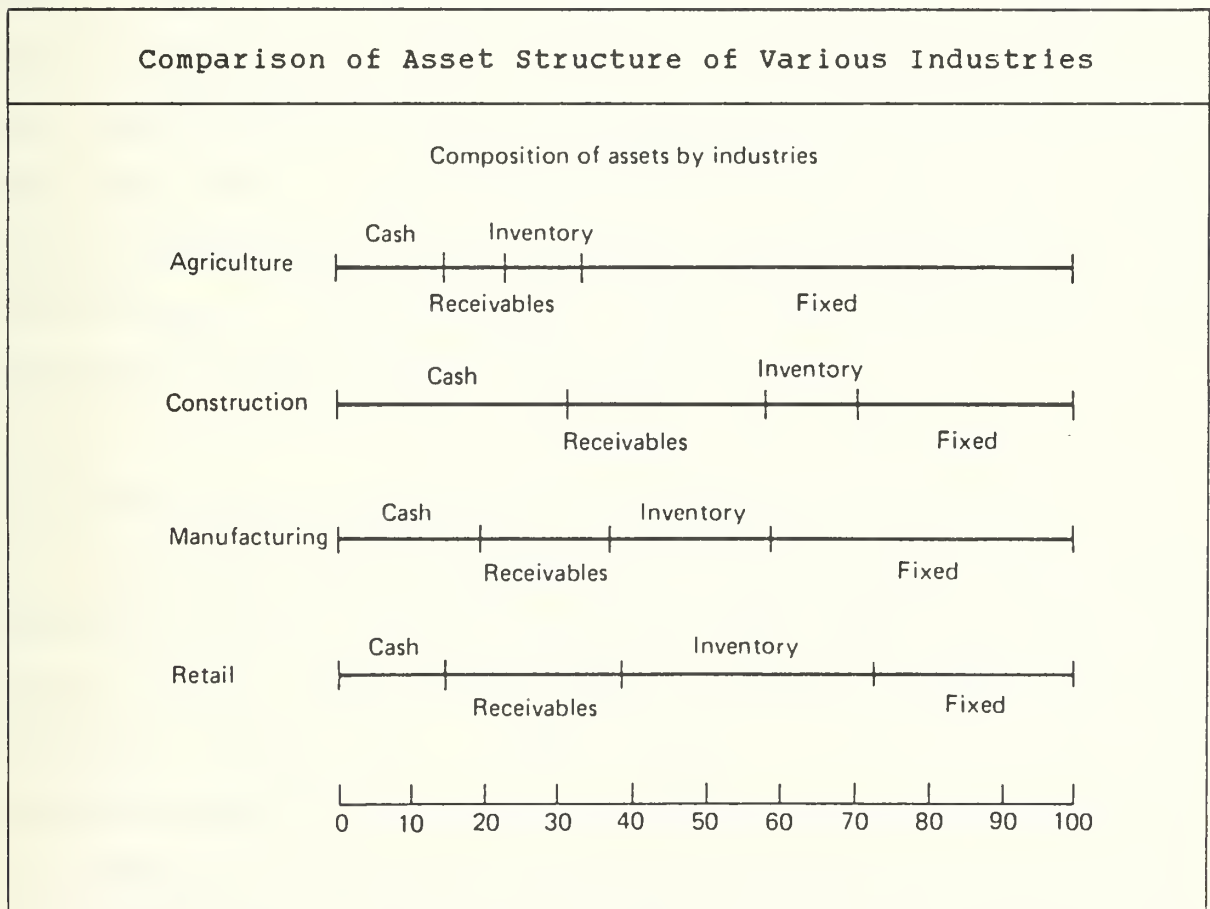 Comparison of Asset Structure of Various Industries
Composition of assets by industries
Cash Inventory
Agriculture
Receivables Fixed
Cash Inventory
Construction
Receivables Fixed
Cash Inventory
Manufacturing
Receivables Fixed
Cash Inventory
Retail
Receivables Fixed
0 10 20 30 40 50 60 70 80 90 100